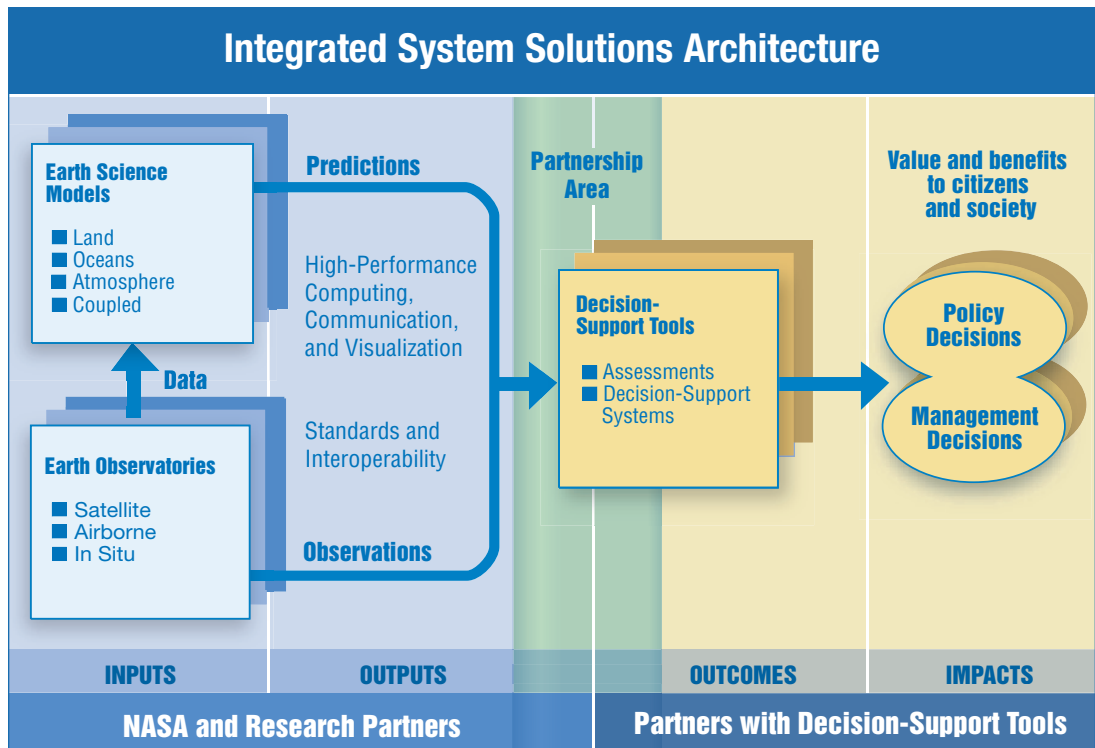 Integrated System Solutions Architecture
Earth Science
Models
■ Land
■ Oceans
■ Atmosphere
■ Coupled
Data
Earth Observatories
■ Satellite
■ Airborne
■ In Situ
Predictions
High-Performance
Computing,
Communication,
and Visualization
Standards and
Interoperability
Observations
Partnership
Area
Decision-
Support Tools
■ Assessments
■ Decision-Support
Systems
Value and benefits
to citizens
and society
Policy
Decisions
Management
Decisions
INPUTS
OUTPUTS
OUTCOMES
IMPACTS
NASA and Research Partners
Partners with Decision-Support Tools